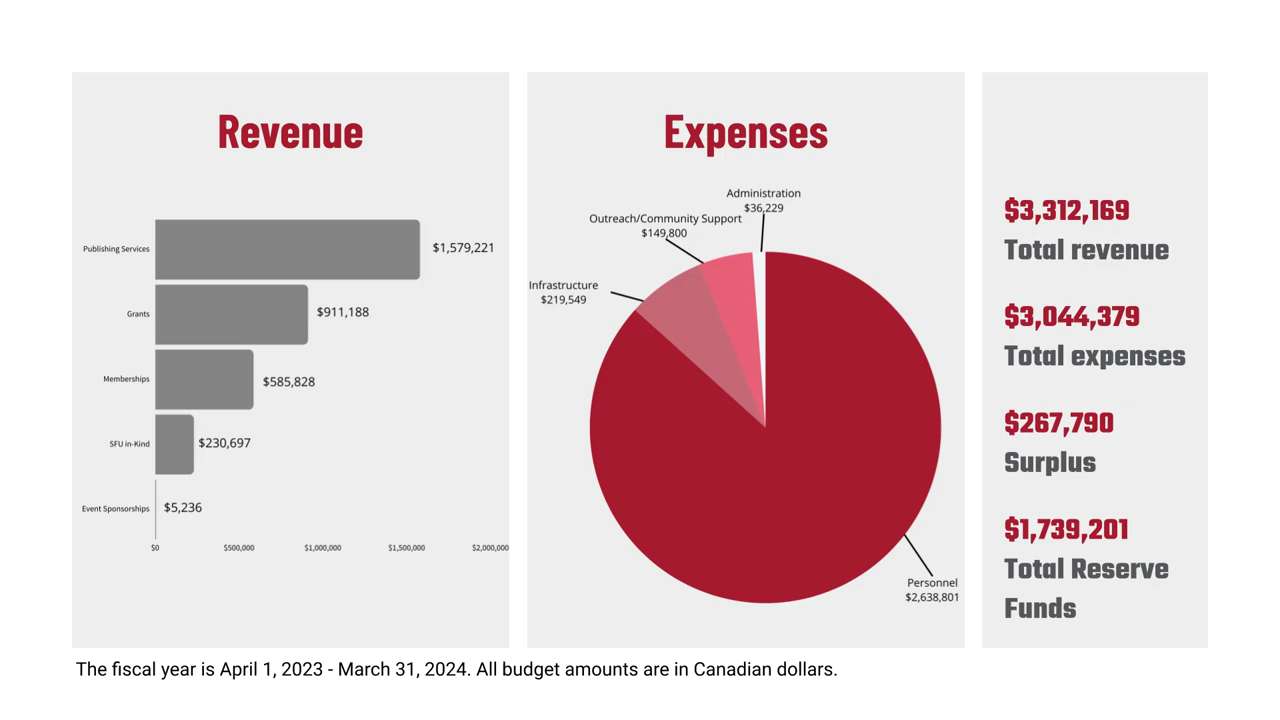 Revenue
Publishing Services
$1,579,221
Grants
$911,188
Memberships
$585,828
SFU in-Kind
$230,697
Event Sponsorships
$5,236
$0
$500,000
$1,000,000
$1,500,000
$2,000,000
Expenses
Administration
$36,229
Outreach/Community Support
$149,800
Infrastructure
$219,549
Personnel
$2,638,801
$3,312,169
Total revenue
$3,044,379
Total expenses
$267,790
Surplus
$1,739,201
Total Reserve
Funds
The fiscal year is April 1, 2023 - March 31, 2024. All budget amounts are in Canadian dollars.